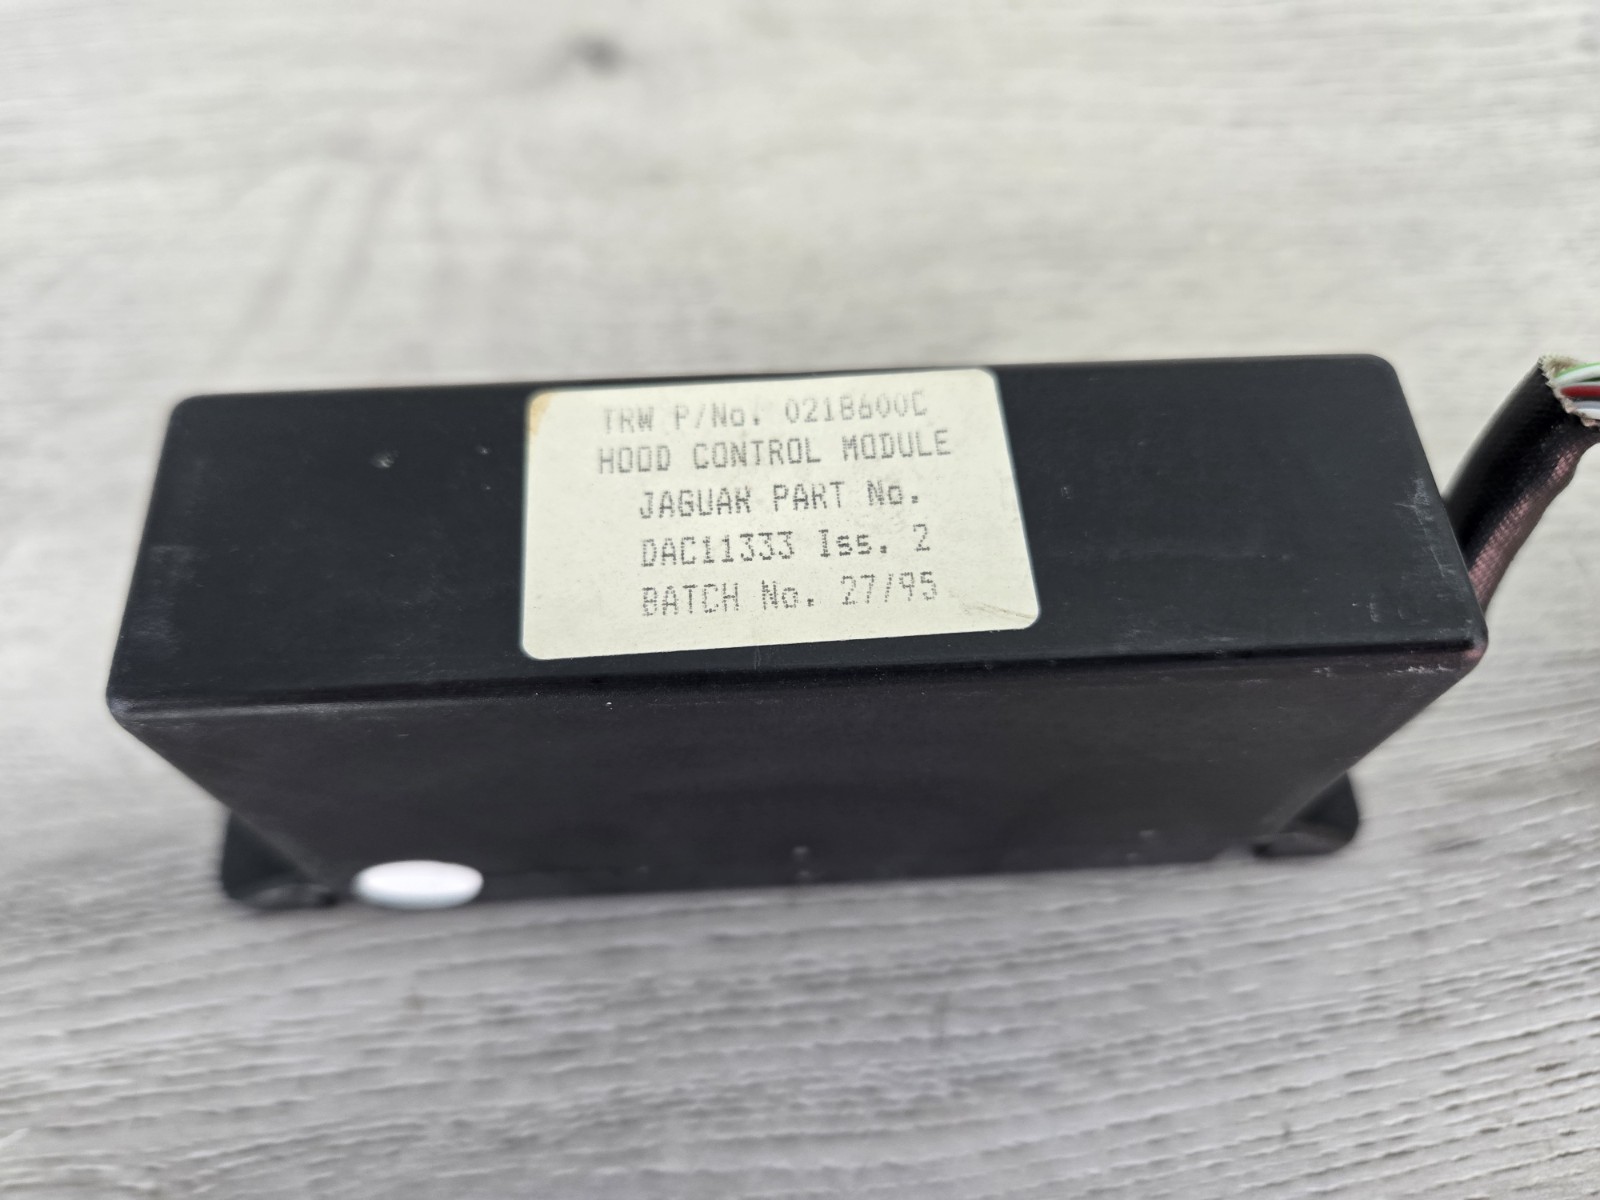 TRW P/No. 0218600C
HOOD CONTROL MODULE
JAGUAR PART No.
DAC11333 Iss. 2
BATCH No. 27/95